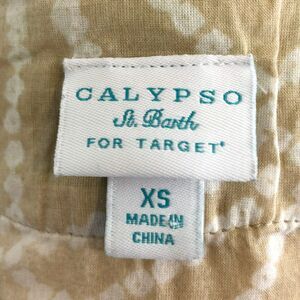 CALYPSO
St. Barth
FOR TARGET®
XS
MADE IN
CHINA